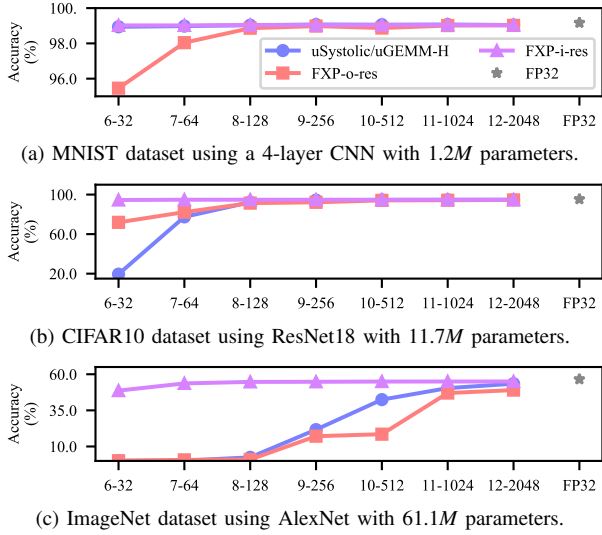 100.
98.0
96.0
Accuracy
(%)
uSystolic/uGEMM-H
FXP-o-res
FXP-i-res
FP32
6-32 7-64 8-128 9-256 10-512 11-1024 12-2048 FP32
(a) MNIST dataset using a 4-layer CNN with 1.2M parameters.
100.
60.0
20.0
Accuracy
(%)
6-32 7-64 8-128 9-256 10-512 11-1024 12-2048 FP32
(b) CIFAR10 dataset using ResNet18 with 11.7M parameters.
60.0
35.0
10.0
Accuracy
(%)
6-32 7-64 8-128 9-256 10-512 11-1024 12-2048 FP32
(c) ImageNet dataset using AlexNet with 61.1M parameters.